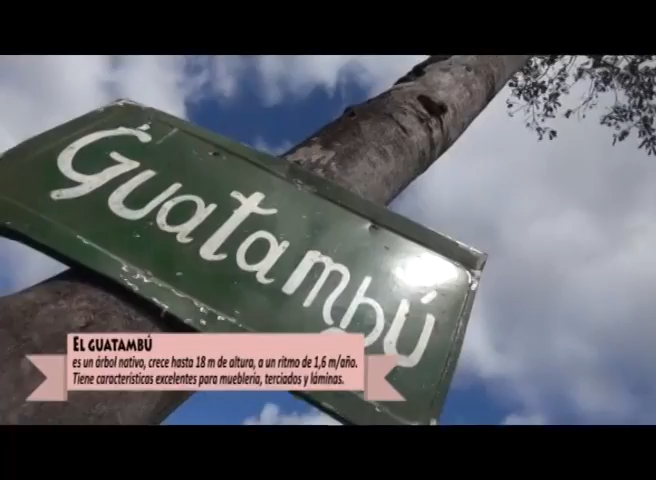 Guatambú
EL GUATAMBÚ
es un árbol nativo, crece hasta 18 m de altura, a un ritmo de 1,6 m/año.
Tiene características excelentes para mueblería, terciados y láminas.